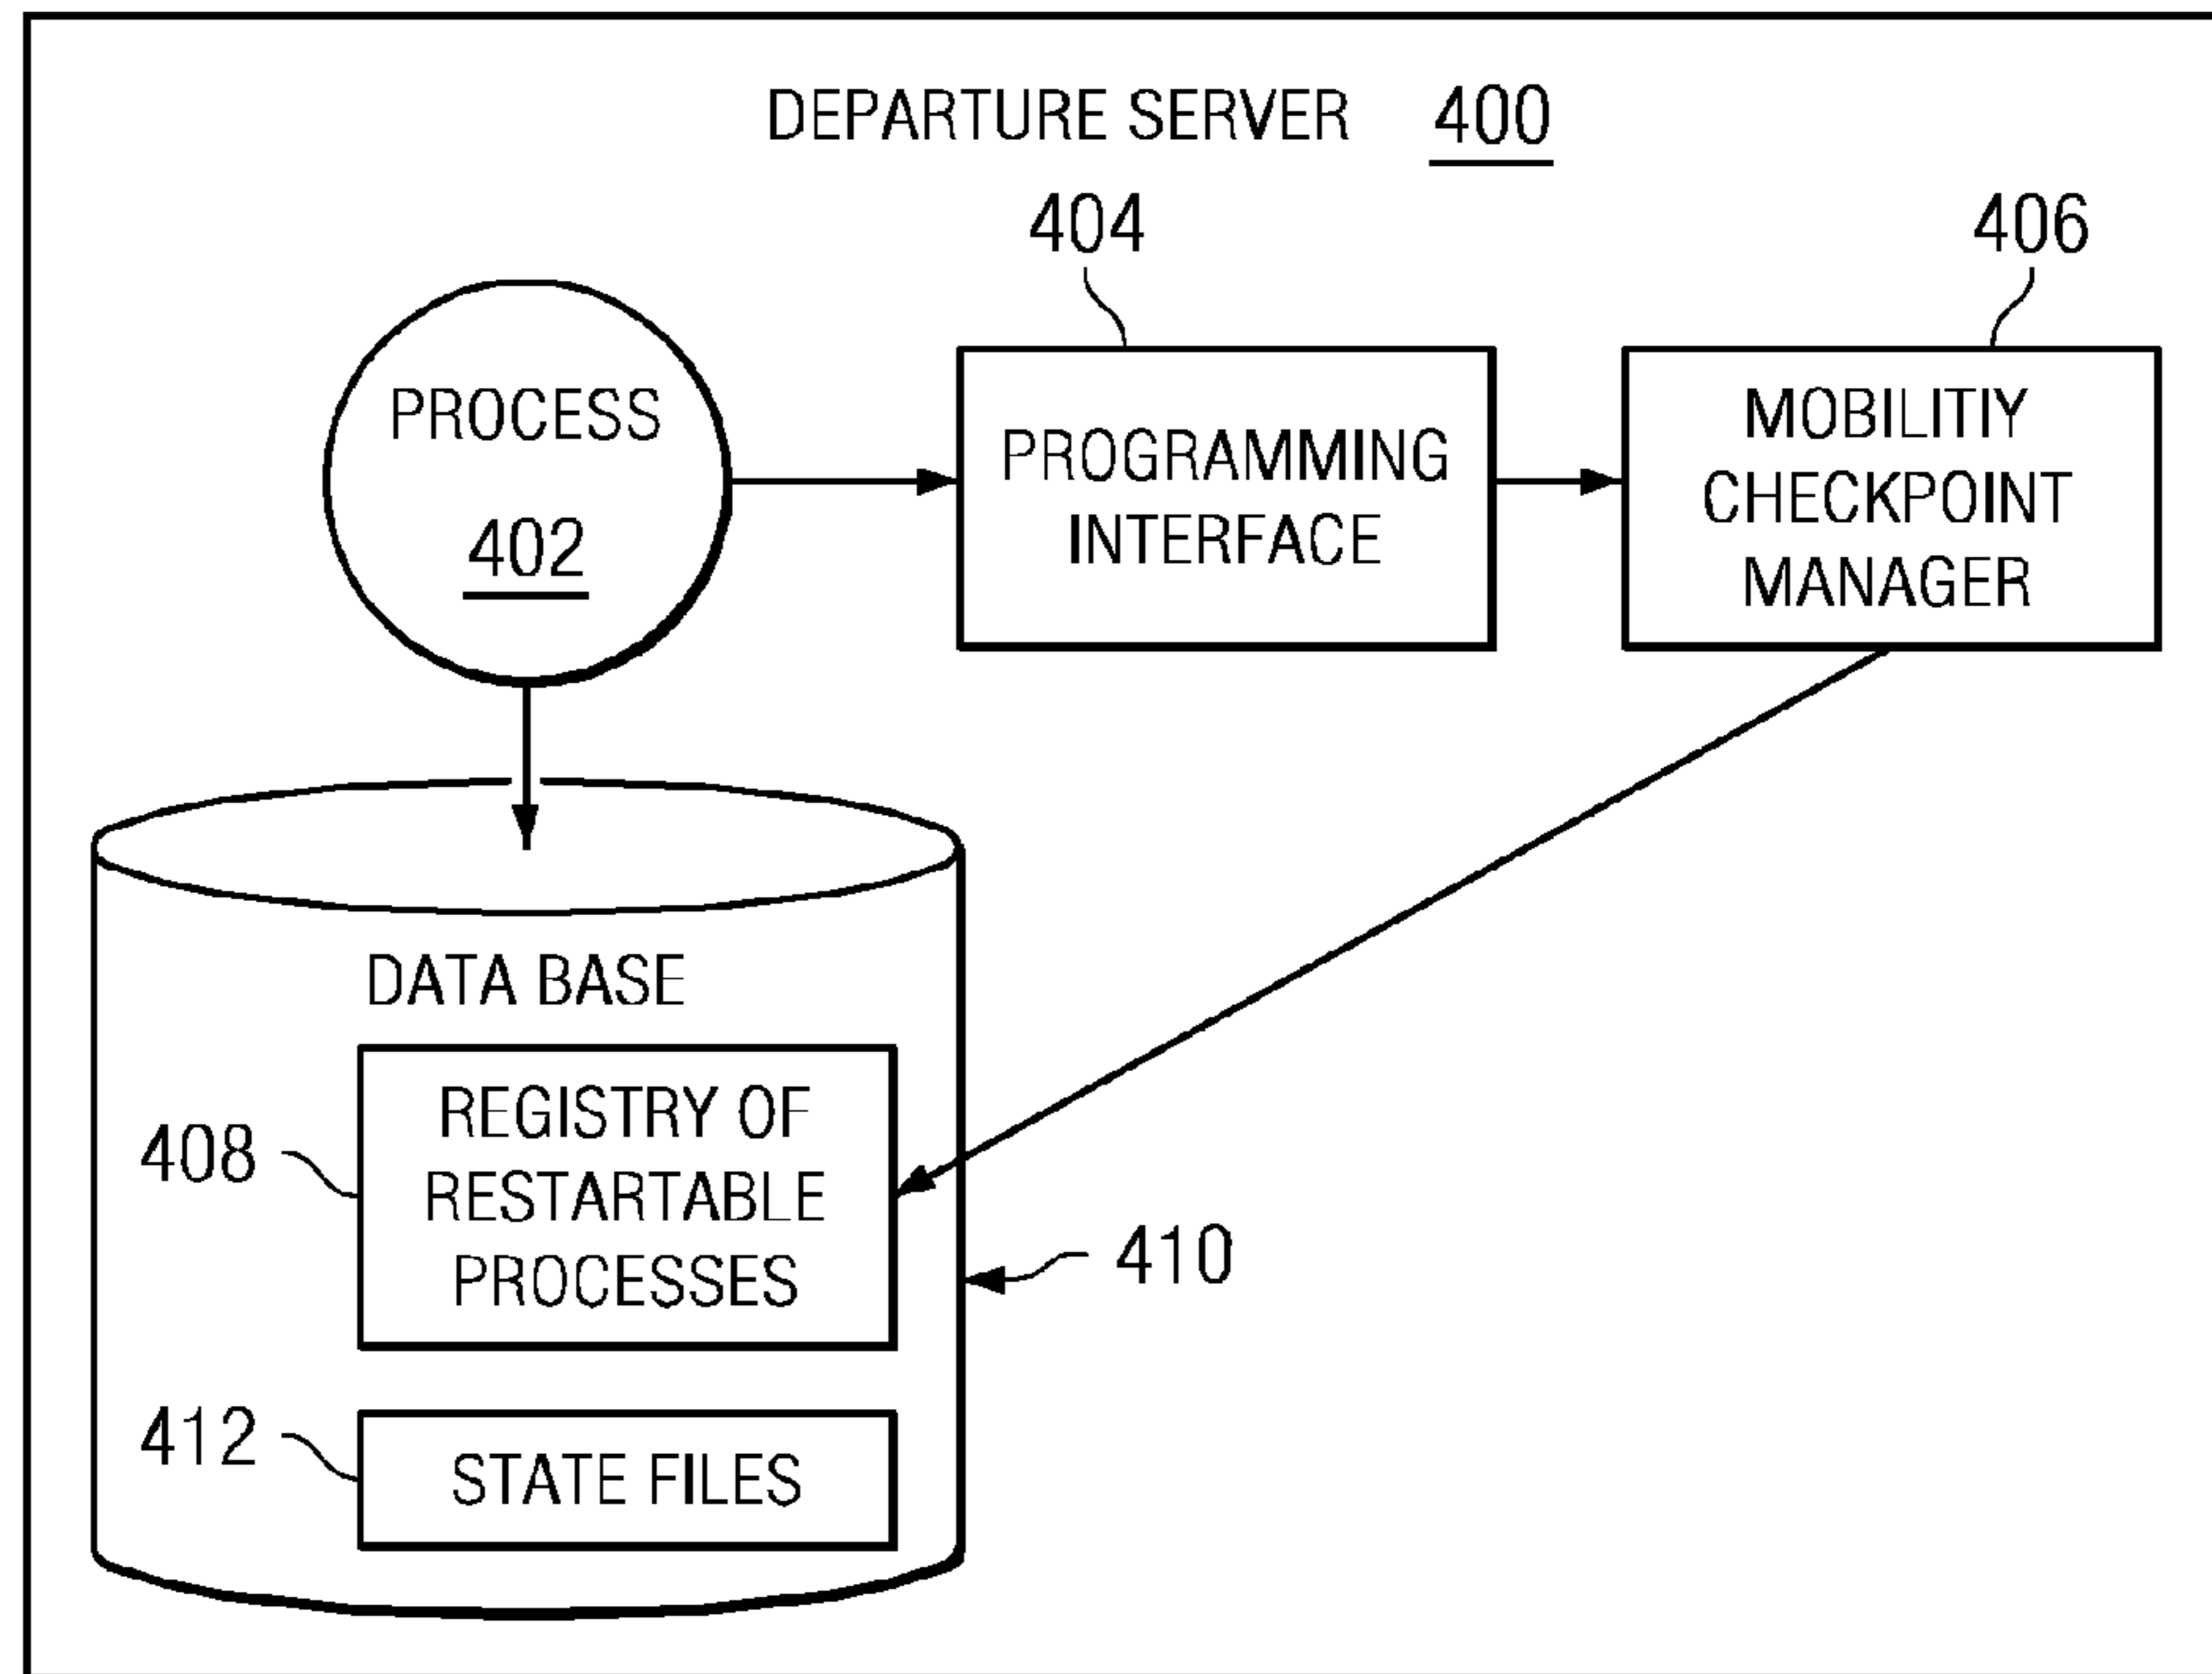 DEPARTURE SERVER 400
404
406
PROCESS
402
PROGRAMMING
INTERFACE
MOBILITIY
CHECKPOINT
MANAGER
DATA BASE
408
REGISTRY OF
RESTARTABLE
PROCESSES
410
412
STATE FILES